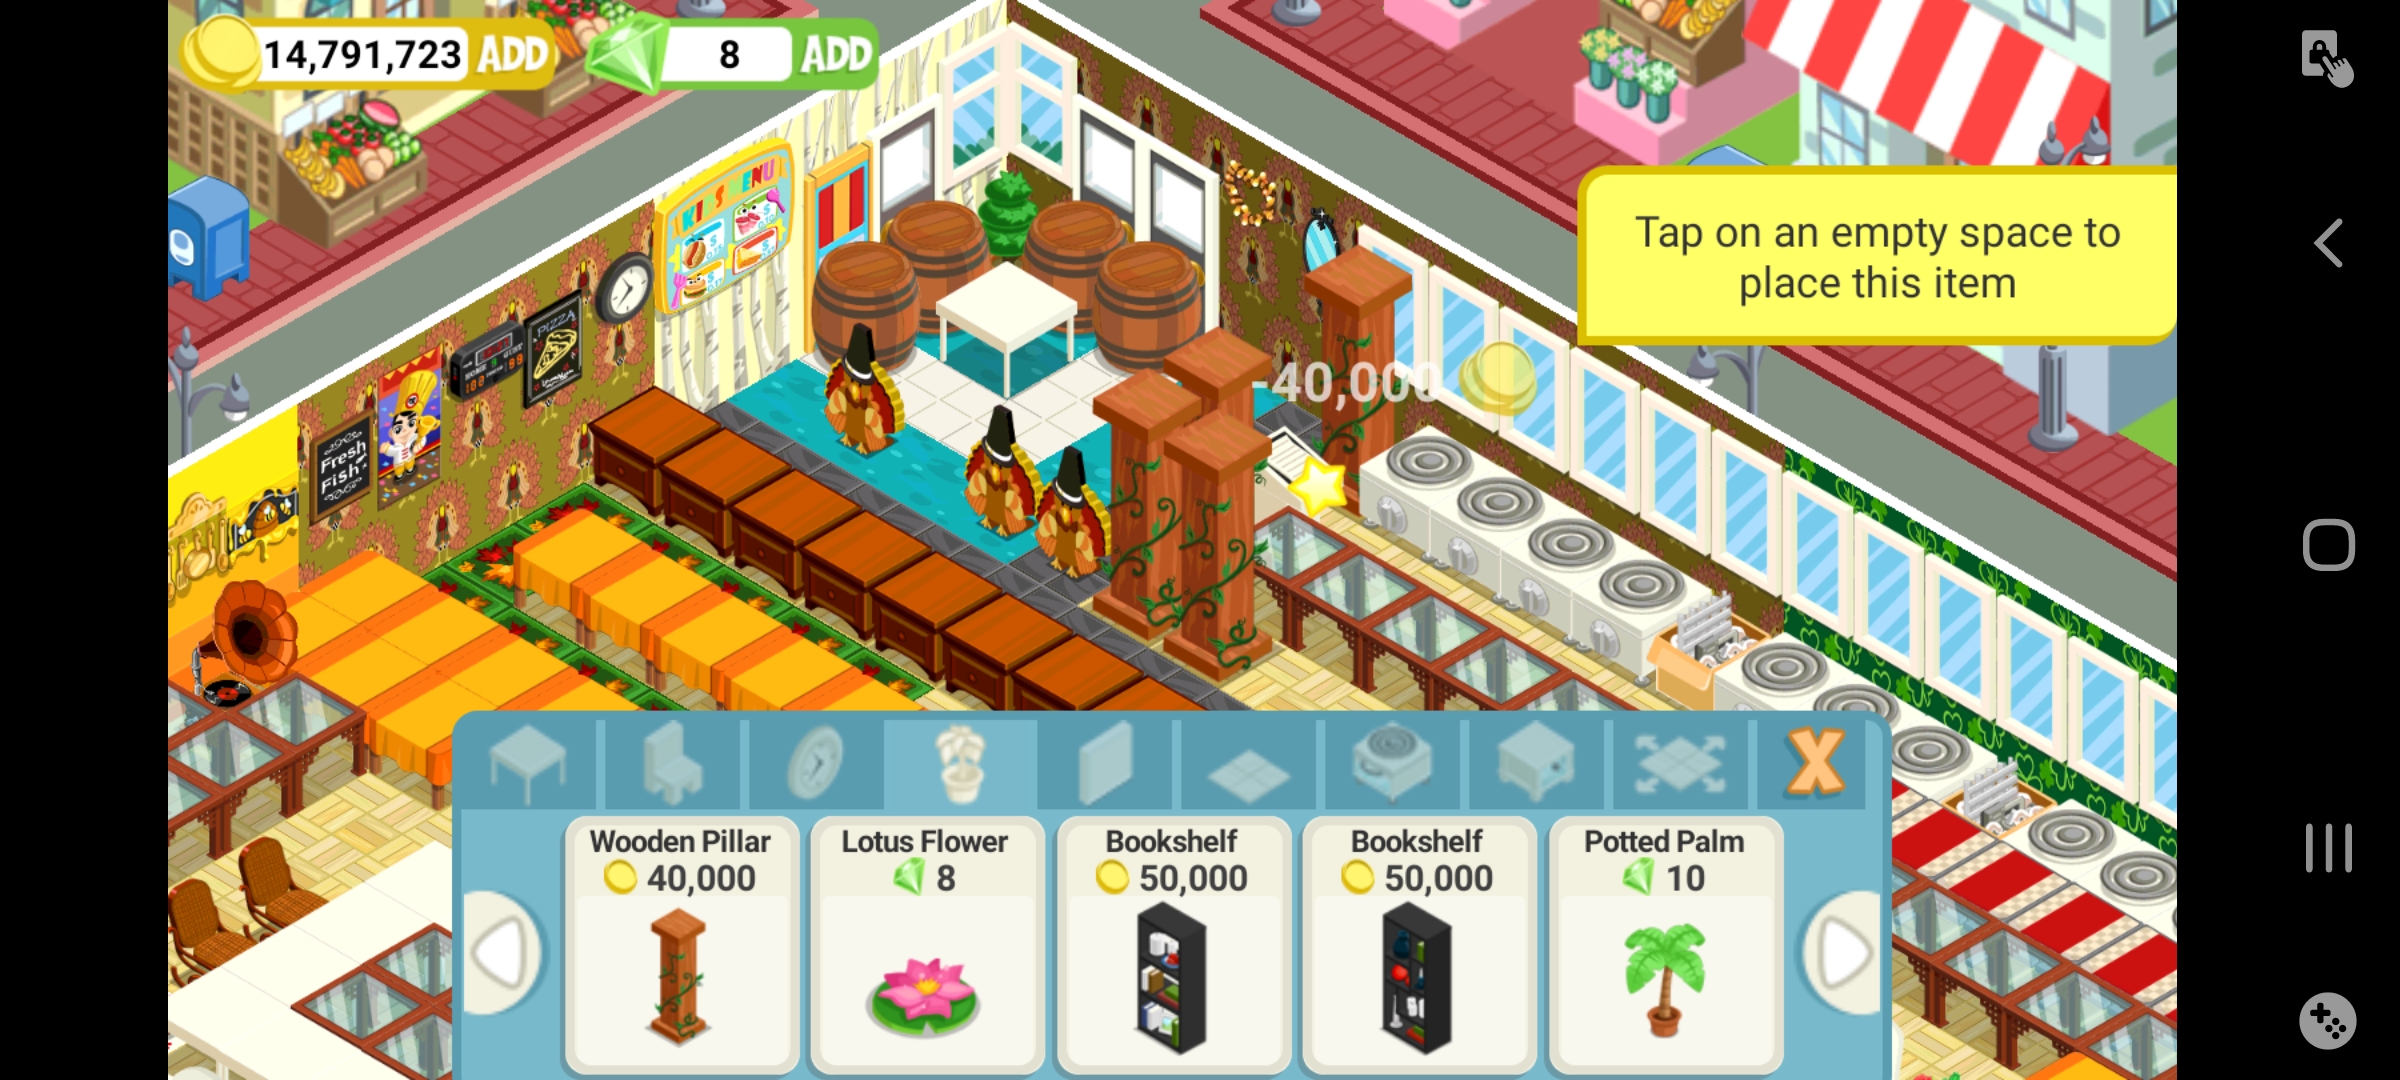 14,791,723 ADD
8 ADD
KIDS MENU
Tap on an empty space to
place this item
PIZZA
Fresh
Fish
-40,000
Wooden Pillar
40,000
Lotus Flower
8
Bookshelf
50,000
Bookshelf
50,000
Potted Palm
10